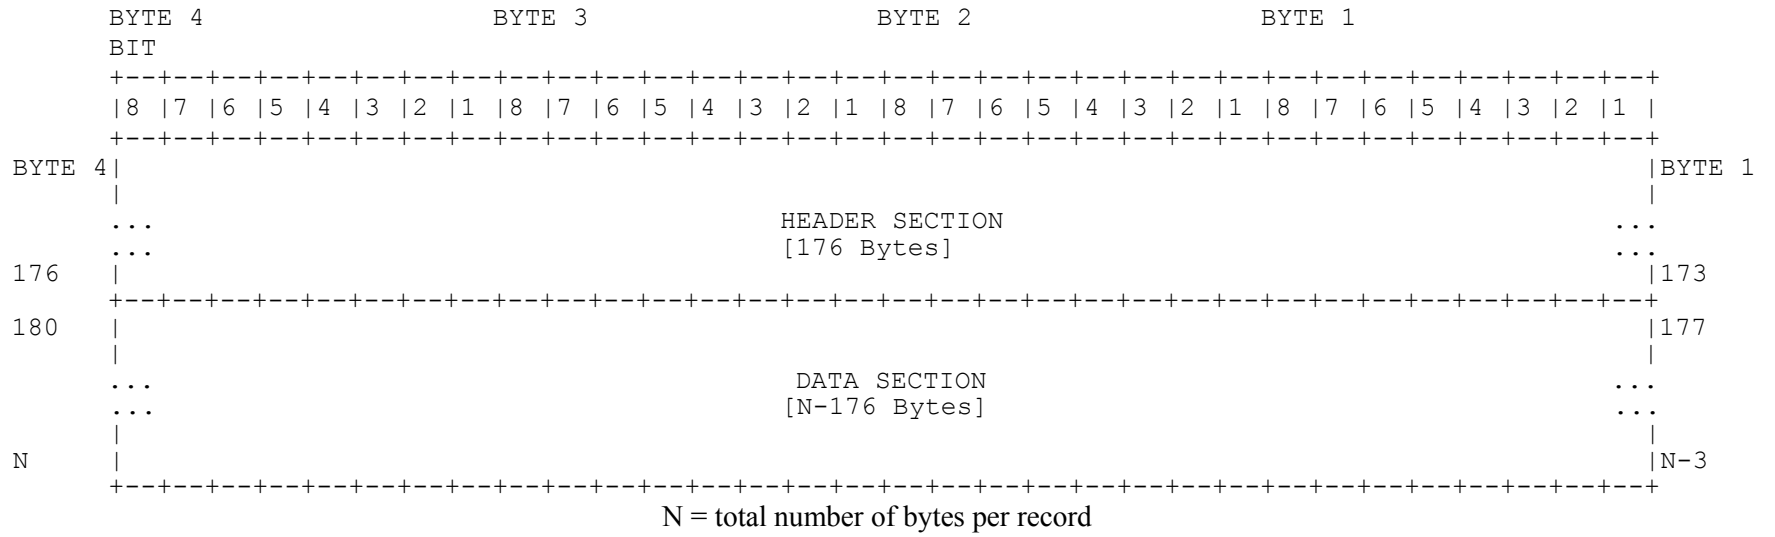 BYTE 4 BYTE 3 BYTE 2 BYTE 1
BIT
+--+--+--+--+--+--+--+--+--+--+--+--+--+--+--+--+--+--+--+--+--+--+--+--+--+--+--+--+--+--+--+--+
|8 |7 |6 |5 |4 |3 |2 |1 |8 |7 |6 |5 |4 |3 |2 |1 |8 |7 |6 |5 |4 |3 |2 |1 |8 |7 |6 |5 |4 |3 |2 |1 |
+--+--+--+--+--+--+--+--+--+--+--+--+--+--+--+--+--+--+--+--+--+--+--+--+--+--+--+--+--+--+--+--+
BYTE 4| |BYTE 1
| |
... HEADER SECTION ...
... [176 Bytes] ...
176 | |173
+--+--+--+--+--+--+--+--+--+--+--+--+--+--+--+--+--+--+--+--+--+--+--+--+--+--+--+--+--+--+--+--+
180 | |177
| |
... DATA SECTION ...
... [N-176 Bytes] ...
| |
N | |N-3
+--+--+--+--+--+--+--+--+--+--+--+--+--+--+--+--+--+--+--+--+--+--+--+--+--+--+--+--+--+--+--+--+
N = total number of bytes per record